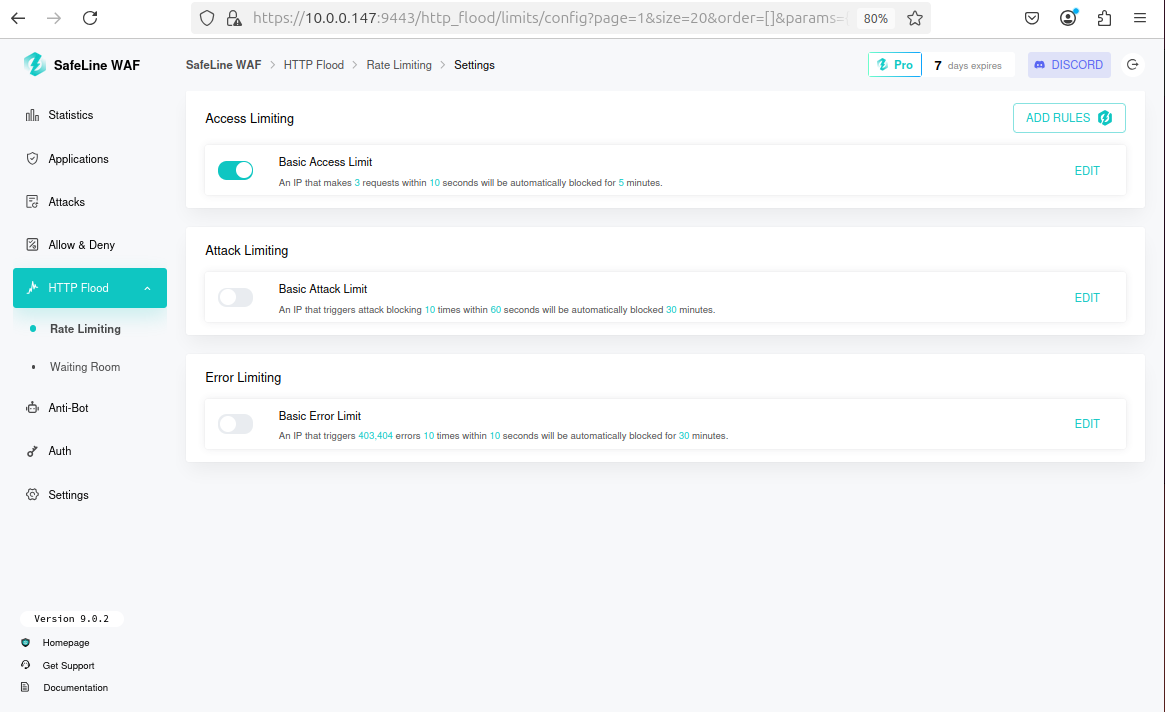 https://10.0.0.147:9443/http_flood/limits/config?page=1&size=20&order=[]&params=
80%
SafeLine WAF
SafeLine WAF > HTTP Flood > Rate Limiting > Settings
Pro
7 days expires
DISCORD
Statistics
Applications
Attacks
Allow & Deny
HTTP Flood
Rate Limiting
Waiting Room
Anti-Bot
Auth
Settings
Version 9.0.2
Homepage
Get Support
Documentation
Access Limiting
ADD RULES
Basic Access Limit
An IP that makes 3 requests within 10 seconds will be automatically blocked for 5 minutes.
EDIT
Attack Limiting
Basic Attack Limit
An IP that triggers attack blocking 10 times within 60 seconds will be automatically blocked 30 minutes.
EDIT
Error Limiting
Basic Error Limit
An IP that triggers 403,404 errors 10 times within 10 seconds will be automatically blocked for 30 minutes.
EDIT